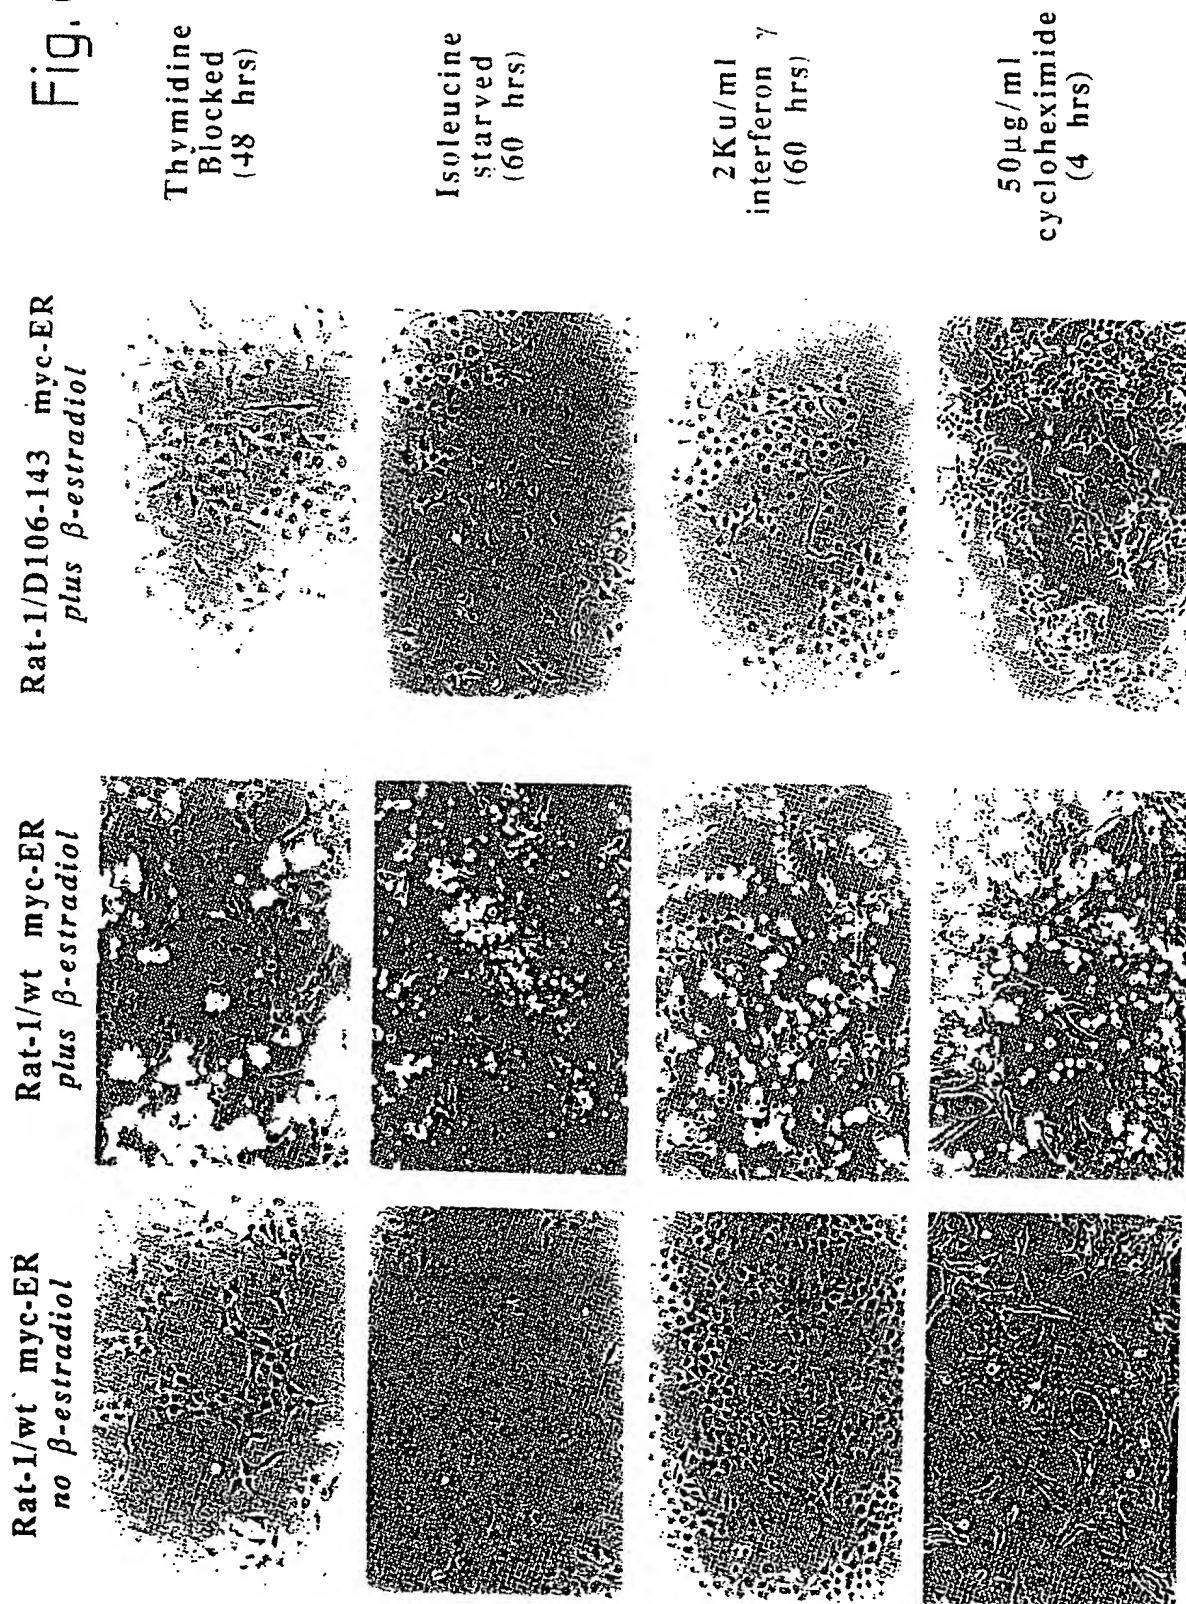 Fig.
Rat-1/wt myc-ER
no β-estradiol
Rat-1/wt myc-ER
plus β-estradiol
Rat-1/D106-143 myc-ER
plus β-estradiol
Thymidine
Blocked
(48 hrs)
Isoleucine
starved
(60 hrs)
2Ku/ml
interferon γ
(60 hrs)
50µg/ml
cycloheximide
(4 hrs)